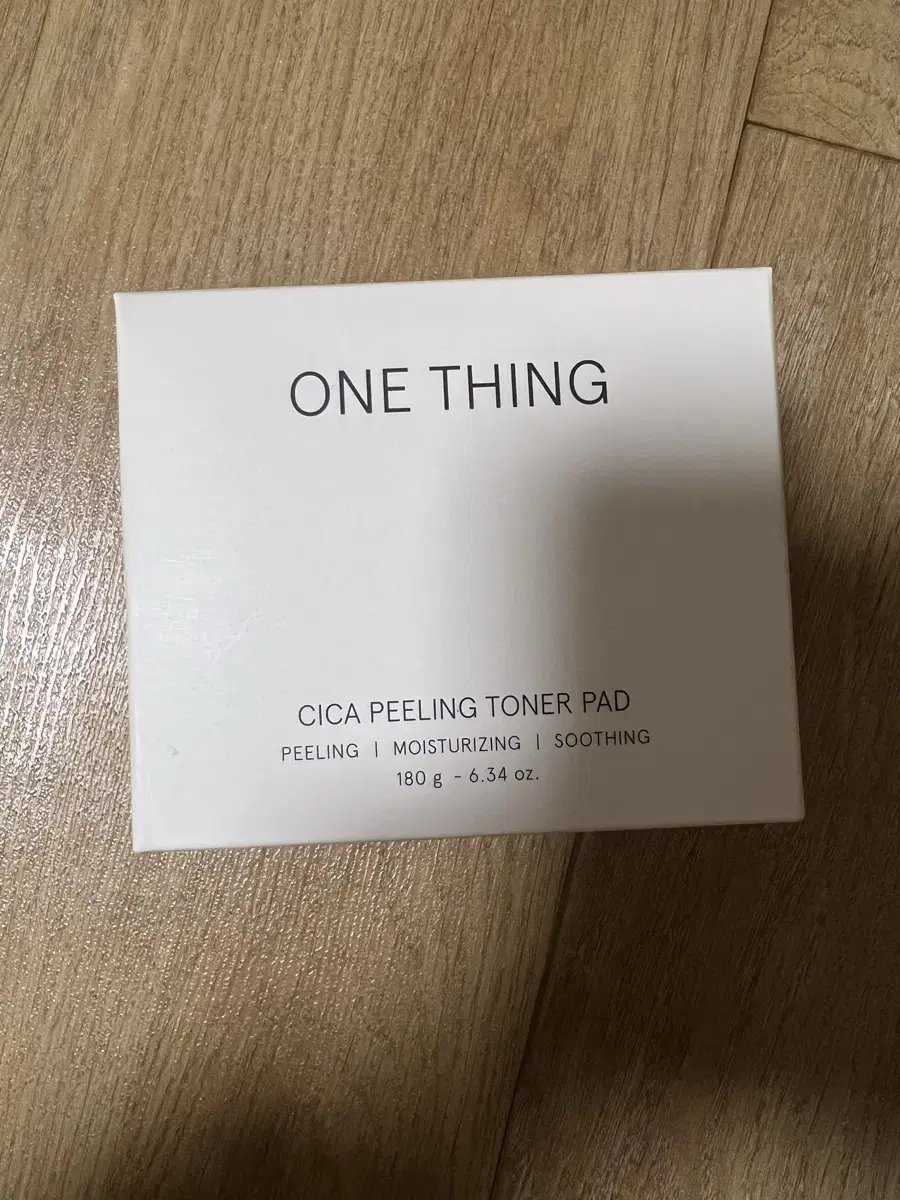 ONE THING
CICA PEELING TONER PAD
PEELING | MOISTURIZING | SOOTHING
180 g - 6.34 oz.